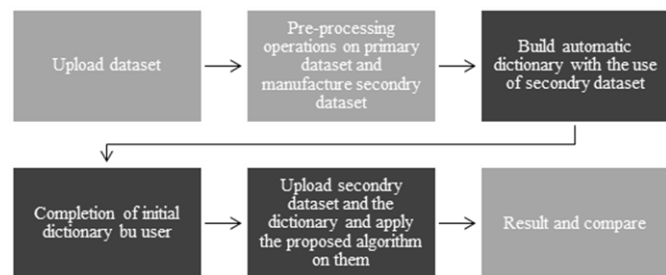 Upload dataset
Pre-processing
operations on primary
dataset and
manufacture secondry
dataset
Build automatic
dictionary with the use
of secondry dataset
Completion of initial
dictionary bu user
Upload secondry
dataset and the
dictionary and apply
the proposed algorithm
on them
Result and compare